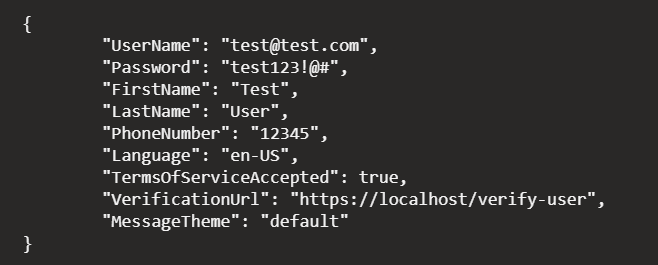 {
"UserName": "test@test.com",
"Password": "test123!@#",
"FirstName": "Test",
"LastName": "User",
"PhoneNumber": "12345",
"Language": "en-US",
"TermsOfServiceAccepted": true,
"VerificationUrl": "https://localhost/verify-user",
"MessageTheme": "default"
}